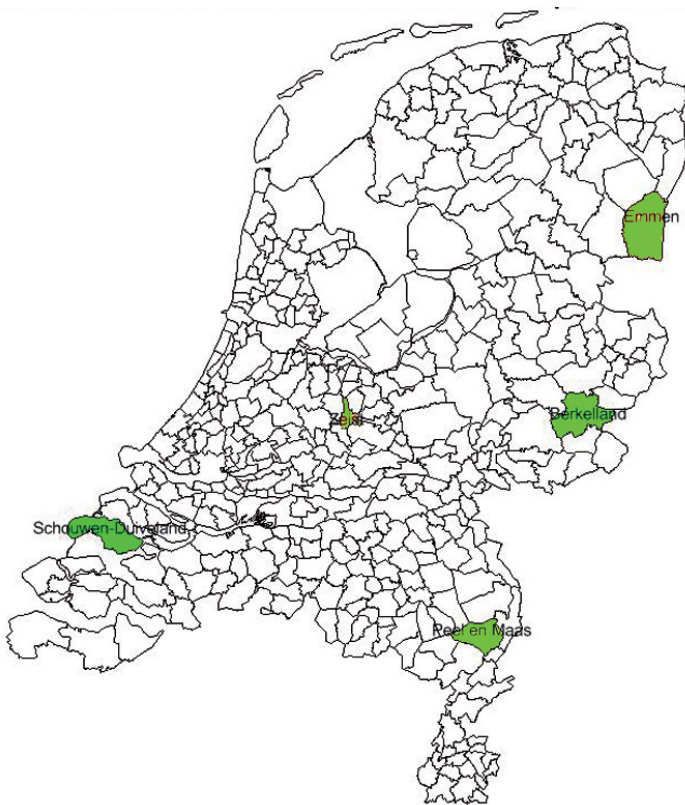 Emmen
Berkelland
Zeist
Schouwen-Duiveland
Peel en Maas